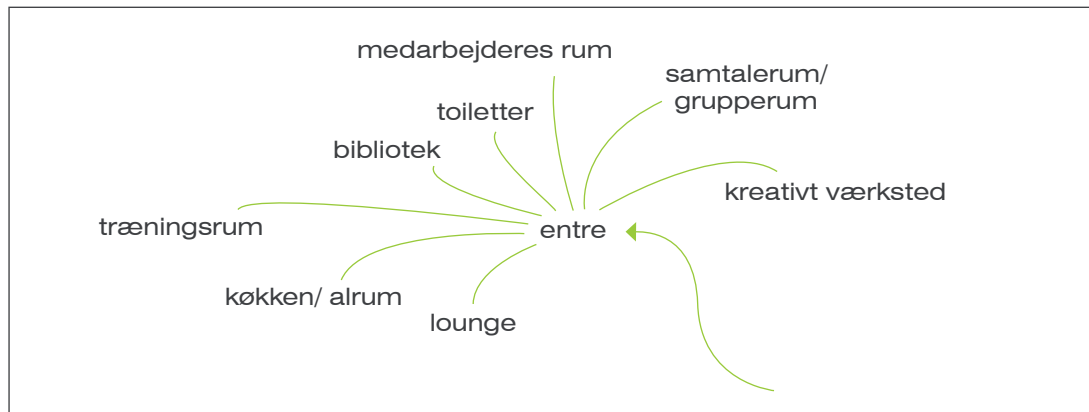 medarbejderes rum
samtalerum/
grupperum
toiletter
bibliotek
kreativt værksted
træningsrum
entre
køkken/ alrum
lounge